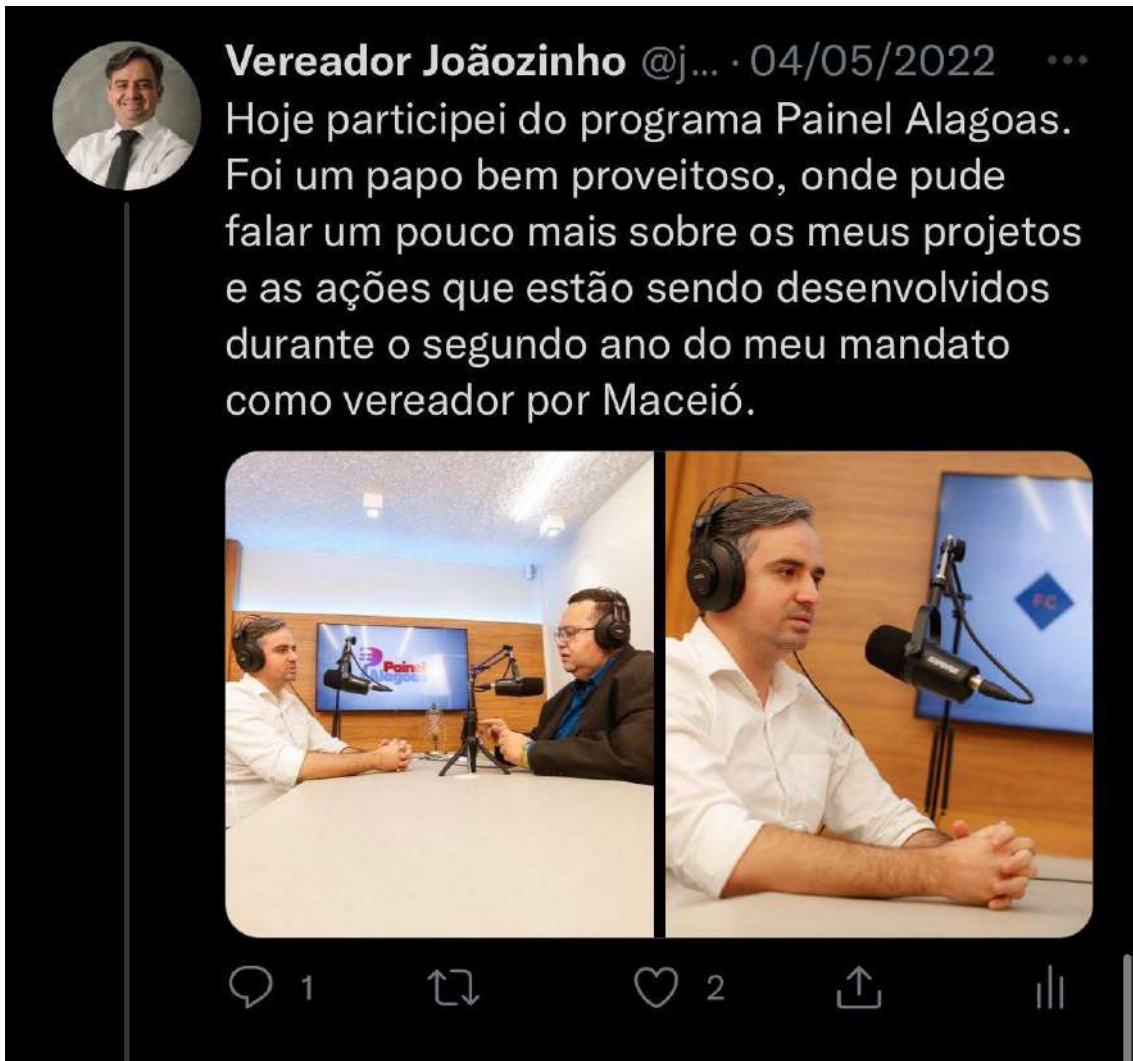 Vereador Joãozinho @j... · 04/05/2022
Hoje participei do programa Painel Alagoas.
Foi um papo bem proveitoso, onde pude
falar um pouco mais sobre os meus projetos
e as ações que estão sendo desenvolvidos
durante o segundo ano do meu mandato
como vereador por Maceió.
Painel
Alagoas
FC
SHURE
1
2